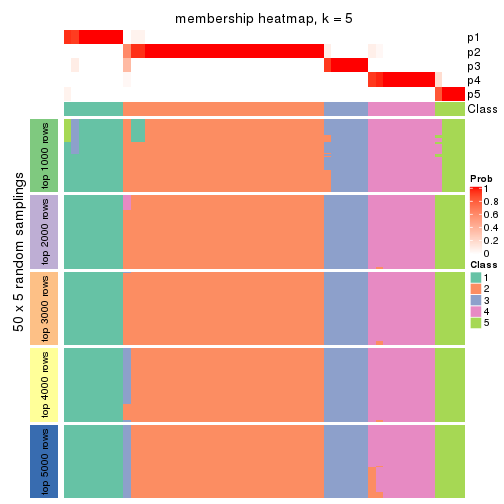 membership heatmap, k = 5
p1
p2
p3
p4
p5
Class
50 x 5 random samplings
top 1000 rows
top 2000 rows
top 3000 rows
top 4000 rows
top 5000 rows
Prob
1
0.8
0.6
0.4
0.2
0
Class
1
2
3
4
5